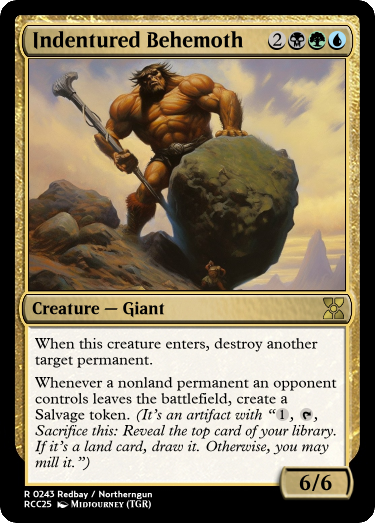 Indentured Behemoth 2
Creature — Giant
When this creature enters, destroy another
target permanent.
Whenever a nonland permanent an opponent
controls leaves the battlefield, create a
Salvage token. (It's an artifact with “1, ,
Sacrifice this: Reveal the top card of your library.
If it's a land card, draw it. Otherwise, you may
mill it.”)
6/6
R 0243 Redbay / Northerngun
RCC25 Midjourney (TGR)